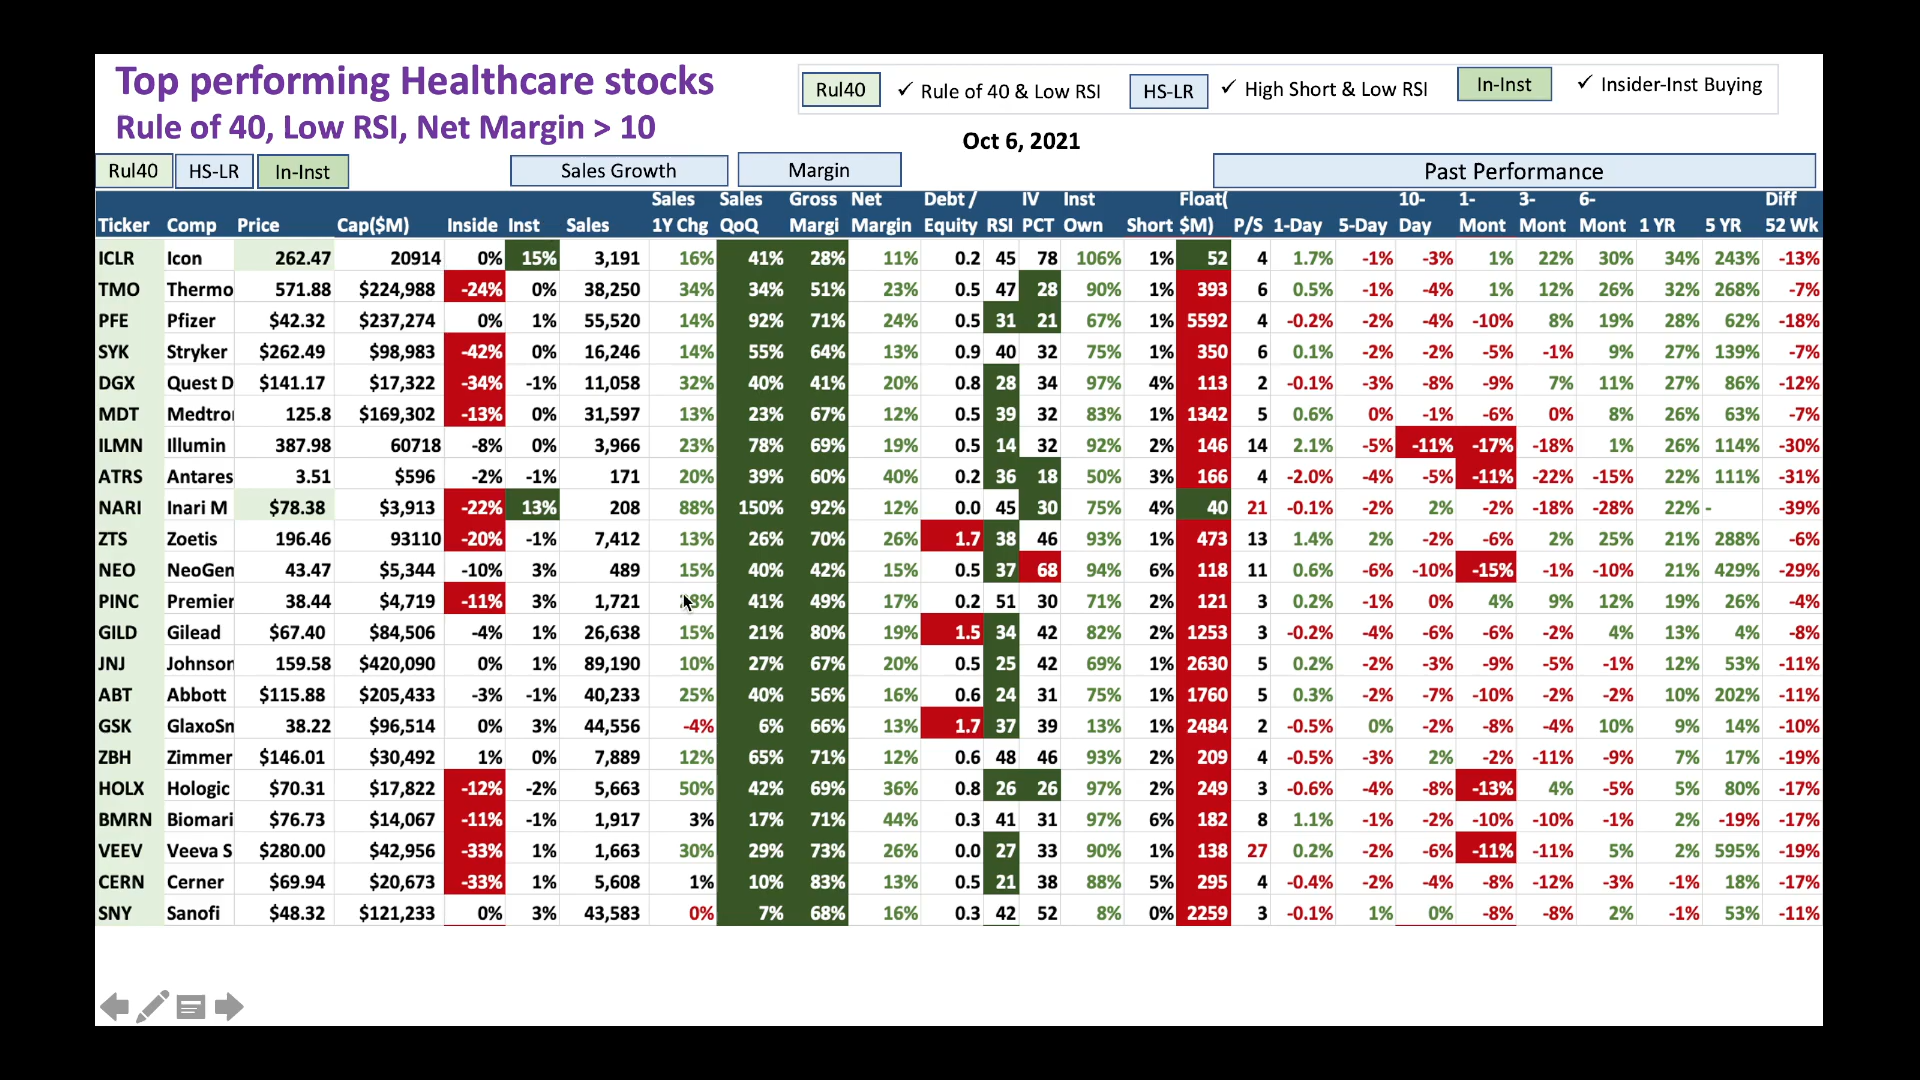 Top performing Healthcare stocks
Rule of 40, Low RSI, Net Margin > 10
Rul40 ✓ Rule of 40 & Low RSI HS-LR ✓ High Short & Low RSI In-Inst ✓ Insider-Inst Buying
Oct 6, 2021
Rul40 HS-LR In-Inst Sales Growth Margin Past Performance
Sales Sales Gross Net Debt / IV Inst Float( 10- 1- 3- 6- Diff
Ticker Comp Price Cap($M) Inside Inst Sales 1Y Chg QoQ Margi Margin Equity RSI PCT Own Short $M) P/S 1-Day 5-Day Day Mont Mont Mont 1 YR 5 YR 52 Wk
ICLR Icon 262.47 20914 0% 15% 3,191 16% 41% 28% 11% 0.2 45 78 106% 1% 52 4 1.7% -1% -3% 1% 22% 30% 34% 243% -13%
TMO Thermo 571.88 $224,988 -24% 0% 38,250 34% 34% 51% 23% 0.5 47 28 90% 1% 393 6 0.5% -1% -4% 1% 12% 26% 32% 268% -7%
PFE Pfizer $42.32 $237,274 0% 1% 55,520 14% 92% 71% 24% 0.5 31 21 67% 1% 5592 4 -0.2% -2% -4% -10% 8% 19% 28% 62% -18%
SYK Stryker $262.49 $98,983 -42% 0% 16,246 14% 55% 64% 13% 0.9 40 32 75% 1% 350 6 0.1% -2% -2% -5% -1% 9% 27% 139% -7%
DGX Quest D $141.17 $17,322 -34% -1% 11,058 32% 40% 41% 20% 0.8 28 34 97% 4% 113 2 -0.1% -3% -8% -9% 7% 11% 27% 86% -12%
MDT Medtro 125.8 $169,302 -13% 0% 31,597 13% 23% 67% 12% 0.5 39 32 83% 1% 1342 5 0.6% 0% -1% -6% 0% 8% 26% 63% -7%
ILMN Illumin 387.98 60718 -8% 0% 3,966 23% 78% 69% 19% 0.5 14 32 92% 2% 146 14 2.1% -5% -11% -17% -18% 1% 26% 114% -30%
ATRS Antares 3.51 $596 -2% -1% 171 20% 39% 60% 40% 0.2 36 18 50% 3% 166 4 -2.0% -4% -5% -11% -22% -15% 22% 111% -31%
NARI Inari M $78.38 $3,913 -22% 13% 208 88% 150% 92% 12% 0.0 45 30 75% 4% 40 21 -0.1% -2% 2% -2% -18% -28% 22% - -39%
ZTS Zoetis 196.46 93110 -20% -1% 7,412 13% 26% 70% 26% 1.7 38 46 93% 1% 473 13 1.4% 2% -2% -6% 2% 25% 21% 288% -6%
NEO NeoGen 43.47 $5,344 -10% 3% 489 15% 40% 42% 15% 0.5 37 68 94% 6% 118 11 0.6% -6% -10% -15% -1% -10% 21% 429% -29%
PINC Premier 38.44 $4,719 -11% 3% 1,721 41% 49% 17% 0.2 51 30 71% 2% 121 3 0.2% -1% 0% 4% 9% 12% 19% 26% -4%
GILD Gilead $67.40 $84,506 -4% 1% 26,638 15% 21% 80% 19% 1.5 34 42 82% 2% 1253 3 -0.2% -4% -6% -6% -2% 4% 13% 4% -8%
JNJ Johnson 159.58 $420,090 0% 1% 89,190 10% 27% 67% 20% 0.5 25 42 69% 1% 2630 5 0.2% -2% -3% -9% -5% -1% 12% 53% -11%
ABT Abbott $115.88 $205,433 -3% -1% 40,233 25% 40% 56% 16% 0.6 24 31 75% 1% 1760 5 0.3% -2% -7% -10% -2% -2% 10% 202% -11%
GSK GlaxoSn 38.22 $96,514 0% 3% 44,556 -4% 6% 66% 13% 1.7 37 39 13% 1% 2484 2 -0.5% 0% -2% -8% -4% 10% 9% 14% -10%
ZBH Zimmer $146.01 $30,492 1% 0% 7,889 12% 65% 71% 12% 0.6 48 46 93% 2% 209 4 -0.5% -3% 2% -2% -11% -9% 7% 17% -19%
HOLX Hologic $70.31 $17,822 -12% -2% 5,663 50% 42% 69% 36% 0.8 26 26 97% 2% 249 3 -0.6% -4% -8% -13% 4% -5% 5% 80% -17%
BMRN Biomari $76.73 $14,067 -11% -1% 1,917 3% 17% 71% 44% 0.3 41 31 97% 6% 182 8 1.1% -1% -2% -10% -10% -1% 2% -19% -17%
VEEV Veeva S $280.00 $42,956 -33% 1% 1,663 30% 29% 73% 26% 0.0 27 33 90% 1% 138 27 0.2% -2% -6% -11% -11% 5% 2% 595% -19%
CERN Cerner $69.94 $20,673 -33% 1% 5,608 1% 10% 83% 13% 0.5 21 38 88% 5% 295 4 -0.4% -2% -4% -8% -12% -3% -1% 18% -17%
SNY Sanofi $48.32 $121,233 0% 3% 43,583 0% 7% 68% 16% 0.3 42 52 8% 0% 2259 3 -0.1% 1% 0% -8% -8% 2% -1% 53% -11%